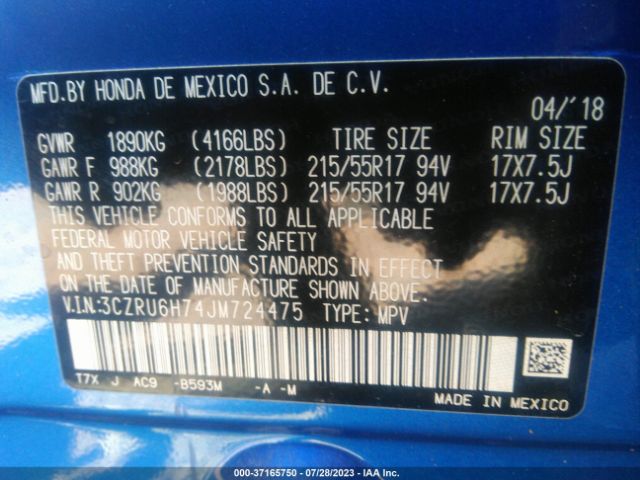 MFD.BY HONDA DE MEXICO S.A. DE C.V.
04/'18
GVWR 1890KG (4166LBS) TIRE SIZE RIM SIZE
GAWR F 988KG (2178LBS) 215/55R17 94V 17X7.5J
GAWR R 902KG (1988LBS) 215/55R17 94V 17X7.5J
THIS VEHICLE CONFORMS TO ALL APPLICABLE
FEDERAL MOTOR VEHICLE SAFETY
AND THEFT PREVENTION STANDARDS IN EFFECT
ON THE DATE OF MANUFACTURE SHOWN ABOVE.
V.I.N:3CZRU6H74JM724475 TYPE: MPV
T7X J AC9 -B593M -A -M
MADE IN MEXICO
000-37165750 / 07/28/2023 - IAA Inc.